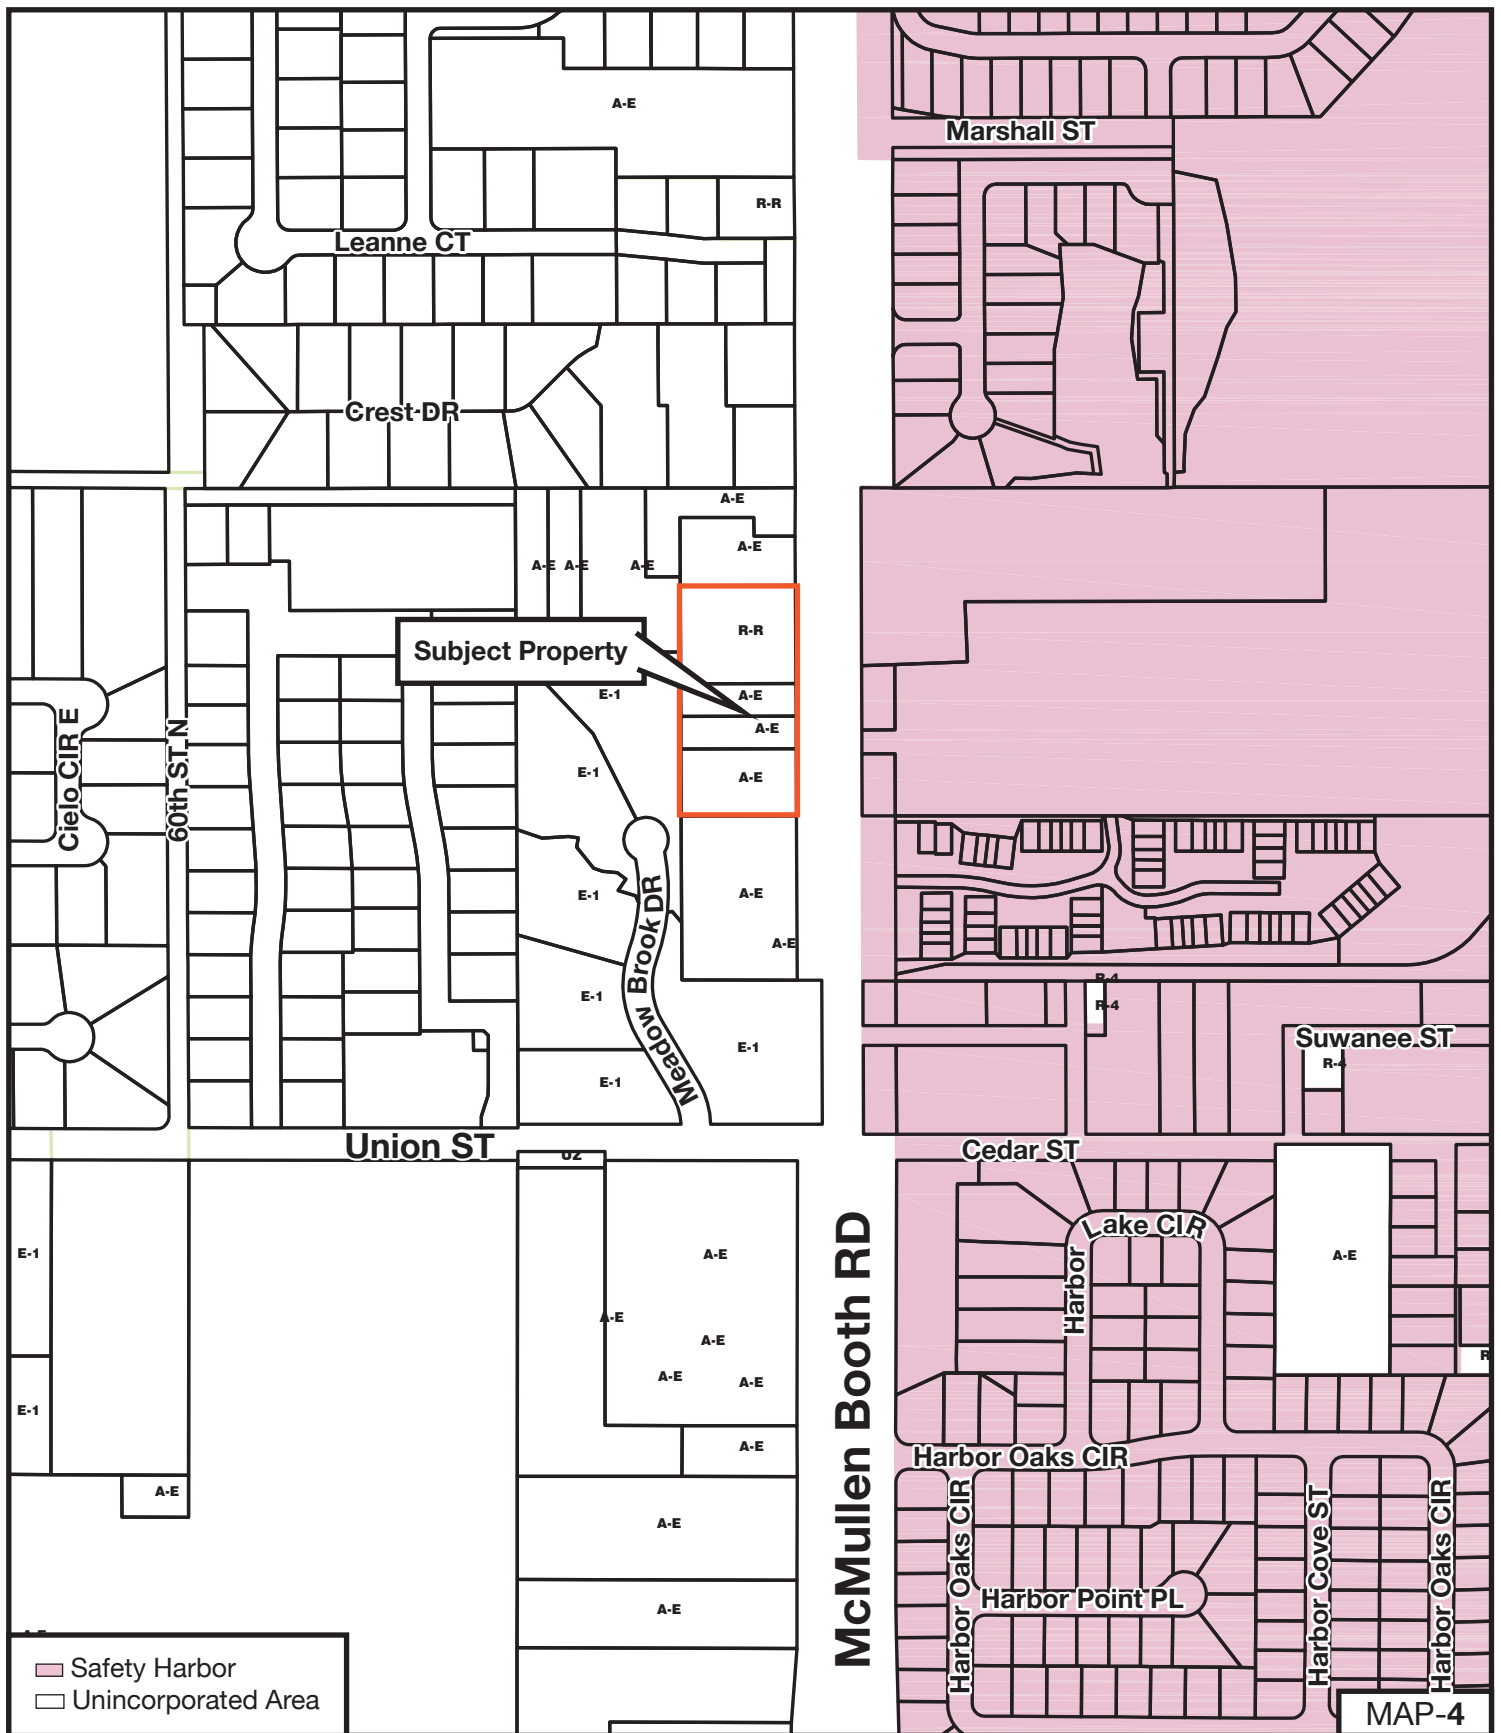 A-E
Marshall ST
R-R
Leanne CT
Crest DR
A-E
A-E
A-E
A-E
A-E
R-R
Subject Property
E-1
A-E
A-E
E-1
A-E
Cielo CIR E
60th ST N
E-1
A-E
Meadow Brook DR
A-E
E-1
R-4
R-4
E-1
Suwanee ST
R-4
E-1
Union ST
Cedar ST
Lake CIR
Harbor
E-1
A-E
A-E
A-E
A-E
A-E
A-E
McMullen Booth RD
E-1
A-E
Harbor Oaks CIR
A-E
A-E
Harbor Oaks CIR
Harbor Cove ST
Harbor Oaks CIR
Harbor Point PL
A-E
Safety Harbor
Unincorporated Area
MAP-4